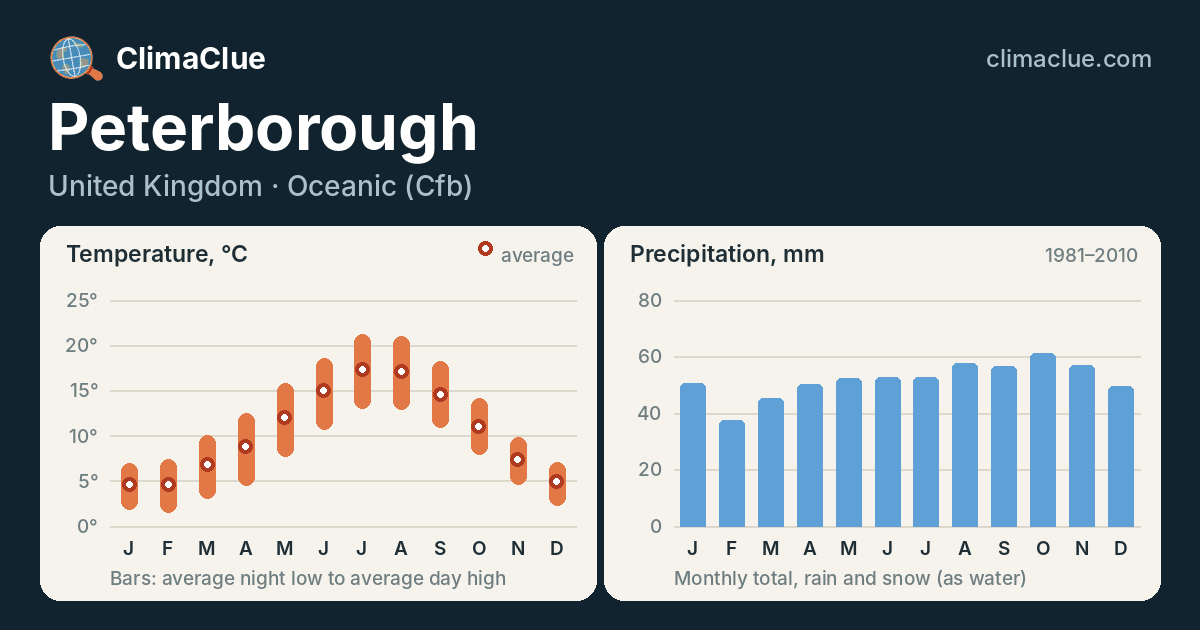 ClimaClue
climaclue.com
Peterborough
United Kingdom · Oceanic (Cfb)
Temperature, °C
average
25°
20°
15°
10°
5°
0°
J F M A M J J A S O N D
Bars: average night low to average day high
Precipitation, mm
1981–2010
80
60
40
20
0
J F M A M J J A S O N D
Monthly total, rain and snow (as water)